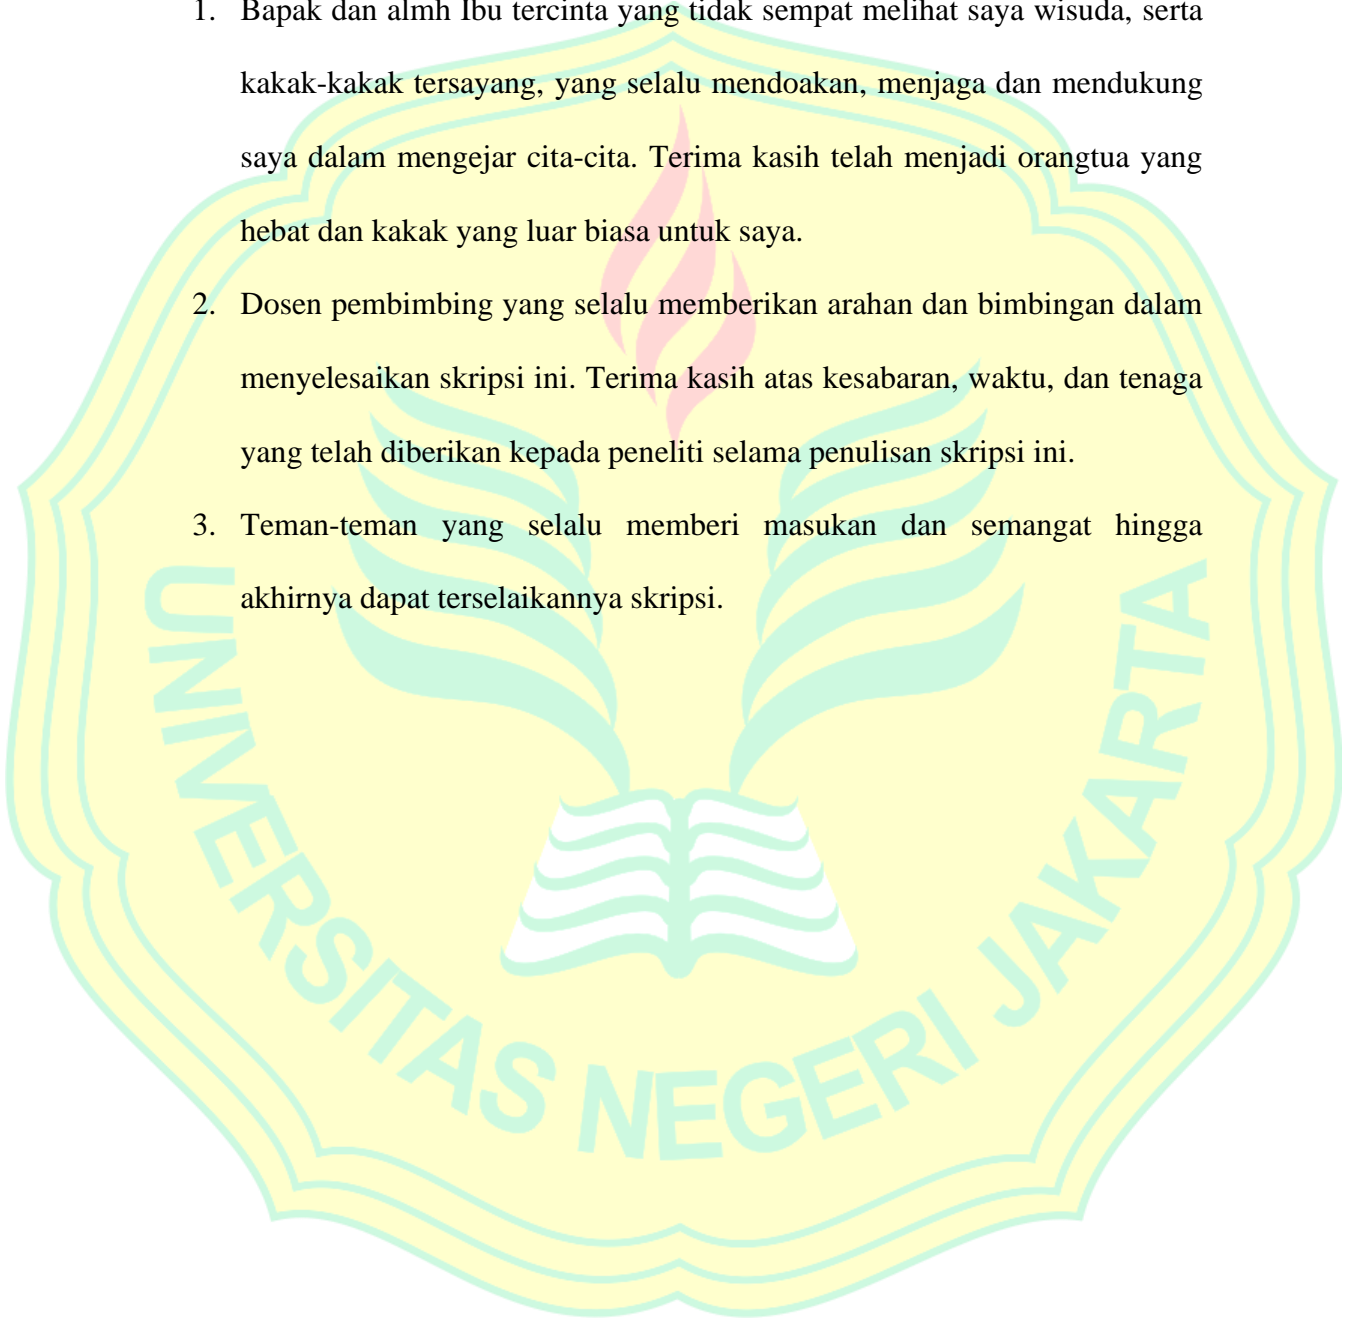 1. Bapak dan almh Ibu tercinta yang tidak sempat melihat saya wisuda, serta
kakak-kakak tersayang, yang selalu mendoakan, menjaga dan mendukung
saya dalam mengejar cita-cita. Terima kasih telah menjadi orangtua yang
hebat dan kakak yang luar biasa untuk saya.
2. Dosen pembimbing yang selalu memberikan arahan dan bimbingan dalam
menyelesaikan skripsi ini. Terima kasih atas kesabaran, waktu, dan tenaga
yang telah diberikan kepada peneliti selama penulisan skripsi ini.
3. Teman-teman yang selalu memberi masukan dan semangat hingga
akhirnya dapat terselaikannya skripsi.
UNIVERSITAS NEGERI JAKARTA